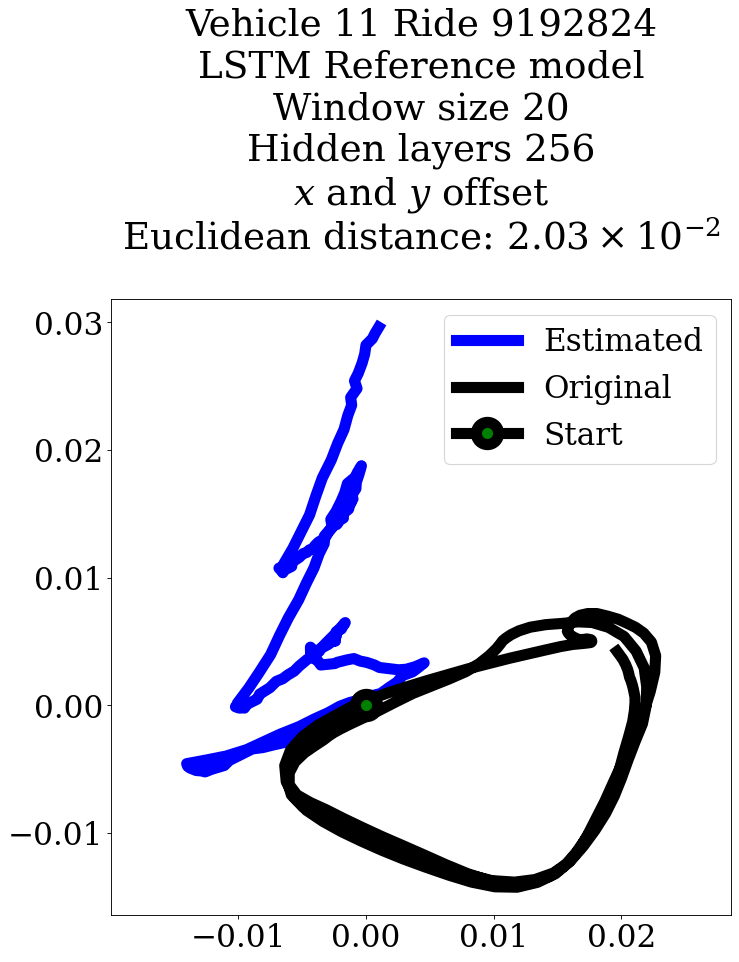 Vehicle 11 Ride 9192824
LSTM Reference model
Window size 20
Hidden layers 256
x and y offset
Euclidean distance: 2.03 × 10⁻²
0.03
0.02
0.01
0.00
−0.01
Estimated
Original
Start
−0.01 0.00 0.01 0.02